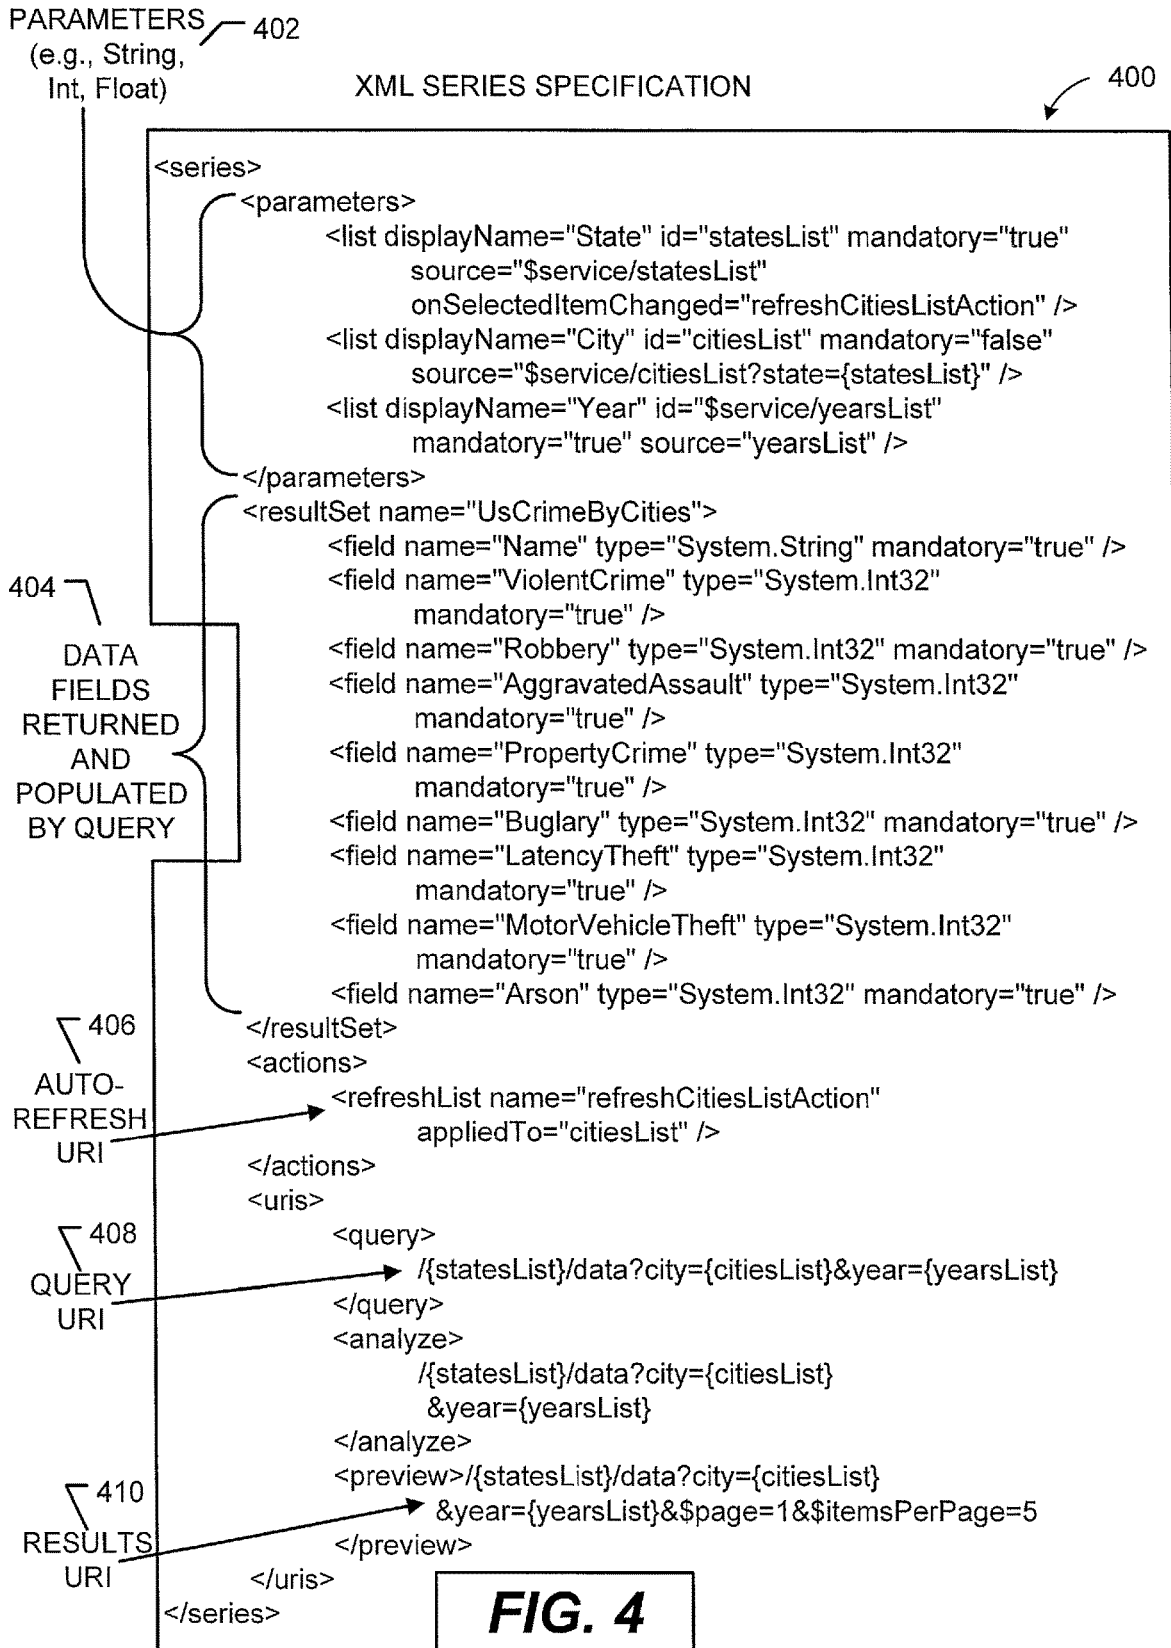 PARAMETERS
(e.g., String,
Int, Float)
402
XML SERIES SPECIFICATION
400
<series>
<parameters>
<list displayName="State" id="statesList" mandatory="true"
source="$service/statesList"
onSelectedItemChanged="refreshCitiesListAction" />
<list displayName="City" id="citiesList" mandatory="false"
source="$service/citiesList?state={statesList}" />
<list displayName="Year" id="$service/yearsList"
mandatory="true" source="yearsList" />
</parameters>
<resultSet name="UsCrimeByCities">
<field name="Name" type="System.String" mandatory="true" />
<field name="ViolentCrime" type="System.Int32"
mandatory="true" />
<field name="Robbery" type="System.Int32" mandatory="true" />
<field name="AggravatedAssault" type="System.Int32"
mandatory="true" />
<field name="PropertyCrime" type="System.Int32"
mandatory="true" />
<field name="Buglary" type="System.Int32" mandatory="true" />
<field name="LatencyTheft" type="System.Int32"
mandatory="true" />
<field name="MotorVehicleTheft" type="System.Int32"
mandatory="true" />
<field name="Arson" type="System.Int32" mandatory="true" />
</resultSet>
404
DATA
FIELDS
RETURNED
AND
POPULATED
BY QUERY
<actions>
<refreshList name="refreshCitiesListAction"
appliedTo="citiesList" />
</actions>
406
AUTO-
REFRESH
URI
<uris>
<query>
/{statesList}/data?city={citiesList}&year={yearsList}
</query>
408
QUERY
URI
<analyze>
/{statesList}/data?city={citiesList}
&year={yearsList}
</analyze>
<preview>/{statesList}/data?city={citiesList}
&year={yearsList}&$page=1&$itemsPerPage=5
</preview>
410
RESULTS
URI
</uris>
</series>
FIG. 4